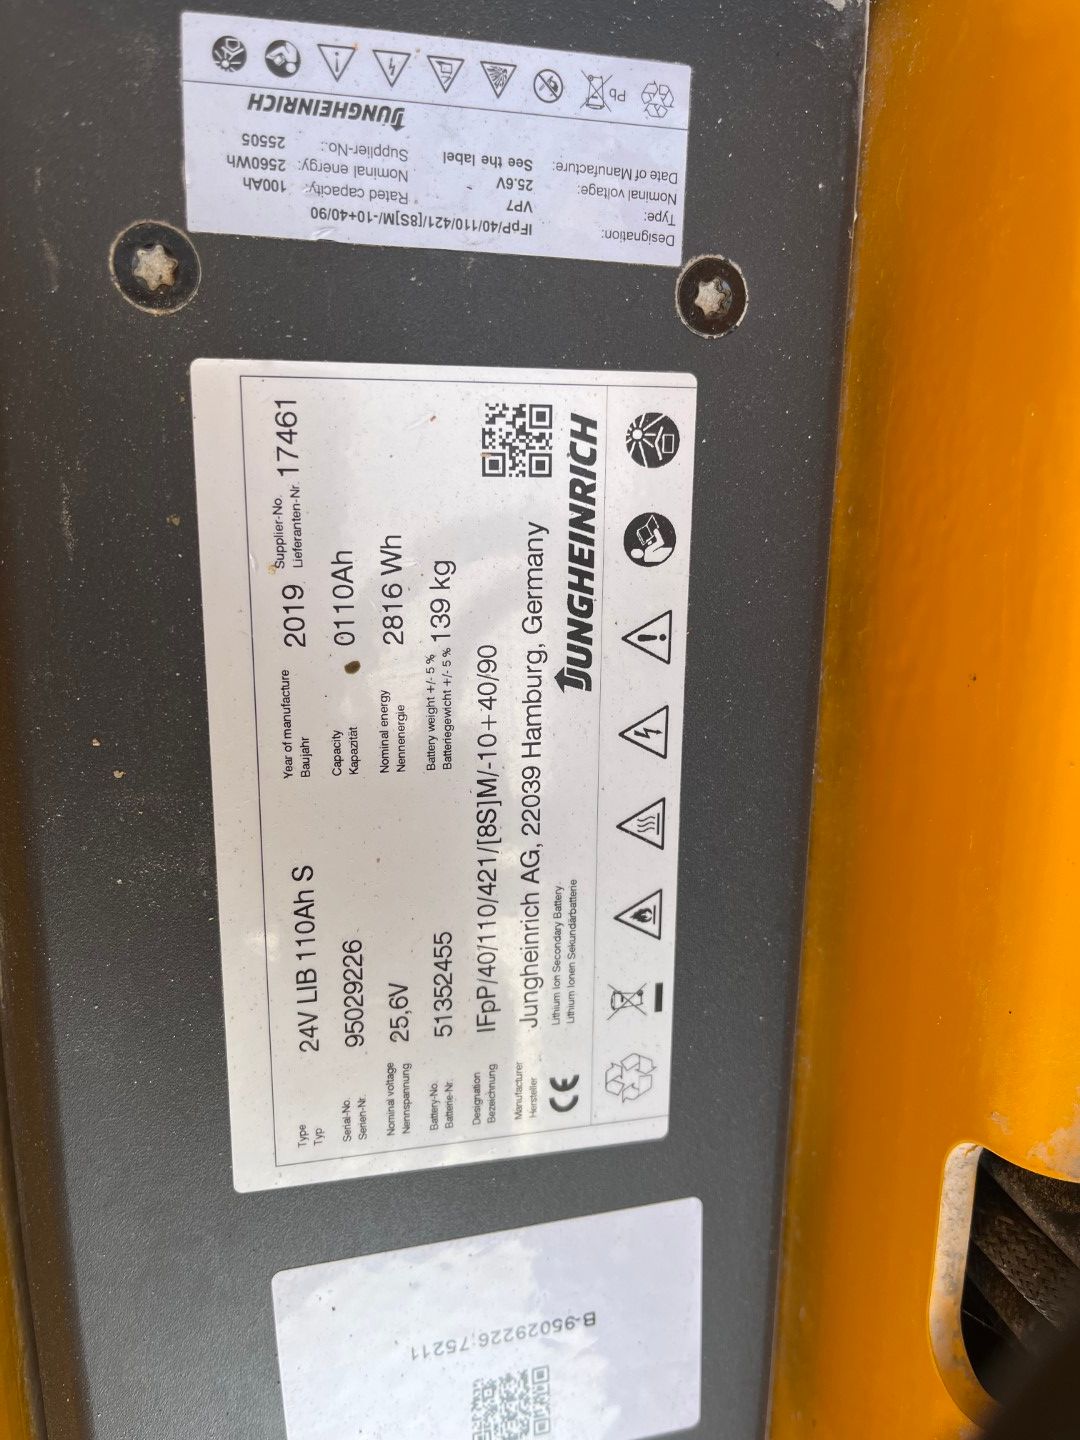 Designation: IFpP/40/110/421/[8S]M/-10+40/90
Type: VP7 Rated capacity: 100Ah
Nominal voltage: 25.6V Nominal energy: 2560Wh
Date of Manufacture: See the label Supplier-No.: 25505
JUNGHEINRICH
Pb
Type 24V LIB 110Ah S Year of manufacture 2019 Supplier-No. 17461
Typ Baujahr Lieferanten-Nr.
Serial-No. 95029226 Capacity 0110Ah
Serien-Nr. Kapazität
Nominal voltage 25,6V Nominal energy 2816 Wh
Nennspannung Nennenergie
Battery-No. 51352455 Battery weight +/- 5 % 139 kg
Batterie-Nr. Batteriegewicht +/- 5 %
Designation IFpP/40/110/421/[8S]M/-10+40/90
Bezeichnung
Manufacturer Jungheinrich AG, 22039 Hamburg, Germany
Hersteller
CE Lithium Ion Secondary Battery
Lithium Ionen Sekundärbatterie
JUNGHEINRICH
B-95029226:75211